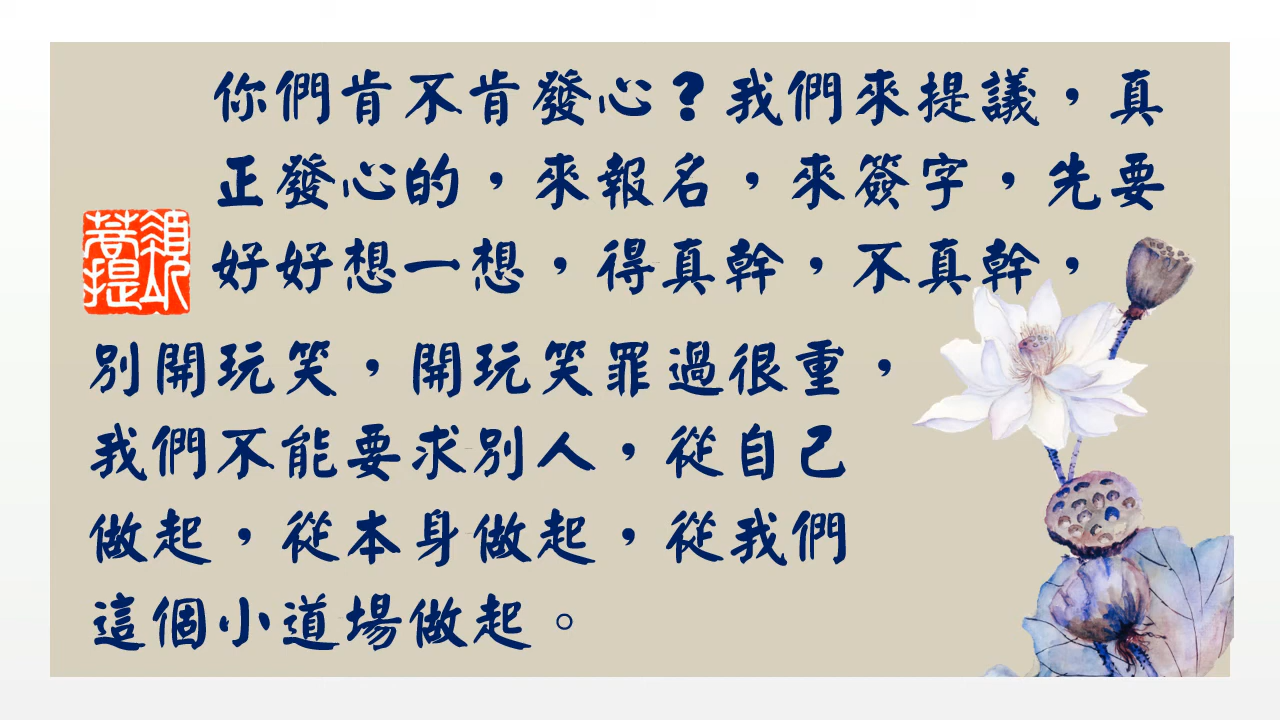 你們肯不肯發心？我們來提議，真
正發心的，來報名，來簽字，先要
好好想一想，得真幹，不真幹，
別開玩笑，開玩笑罪過很重，
我們不能要求別人，從自己
做起，從本身做起，從我們
這個小道場做起。